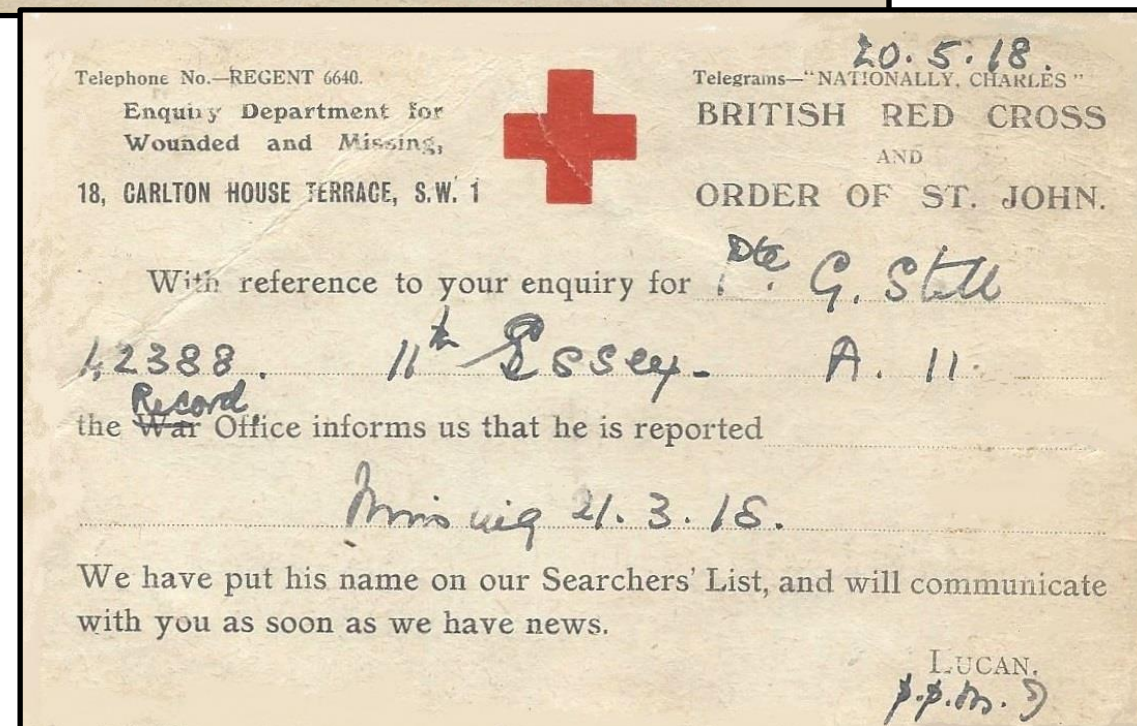 20.5.18.
Telephone No.—REGENT 6640.
Enquiry Department for
Wounded and Missing,
18, CARLTON HOUSE TERRACE, S.W. 1
Telegrams—"NATIONALLY, CHARLES"
BRITISH RED CROSS
AND
ORDER OF ST. JOHN.
With reference to your enquiry for Pte. G.
42388. 11th Essex - A. 11.
Record
the War Office informs us that he is reported
Missing 21.3.18.
We have put his name on our Searchers' List, and will communicate
with you as soon as we have news.
LUCAN.